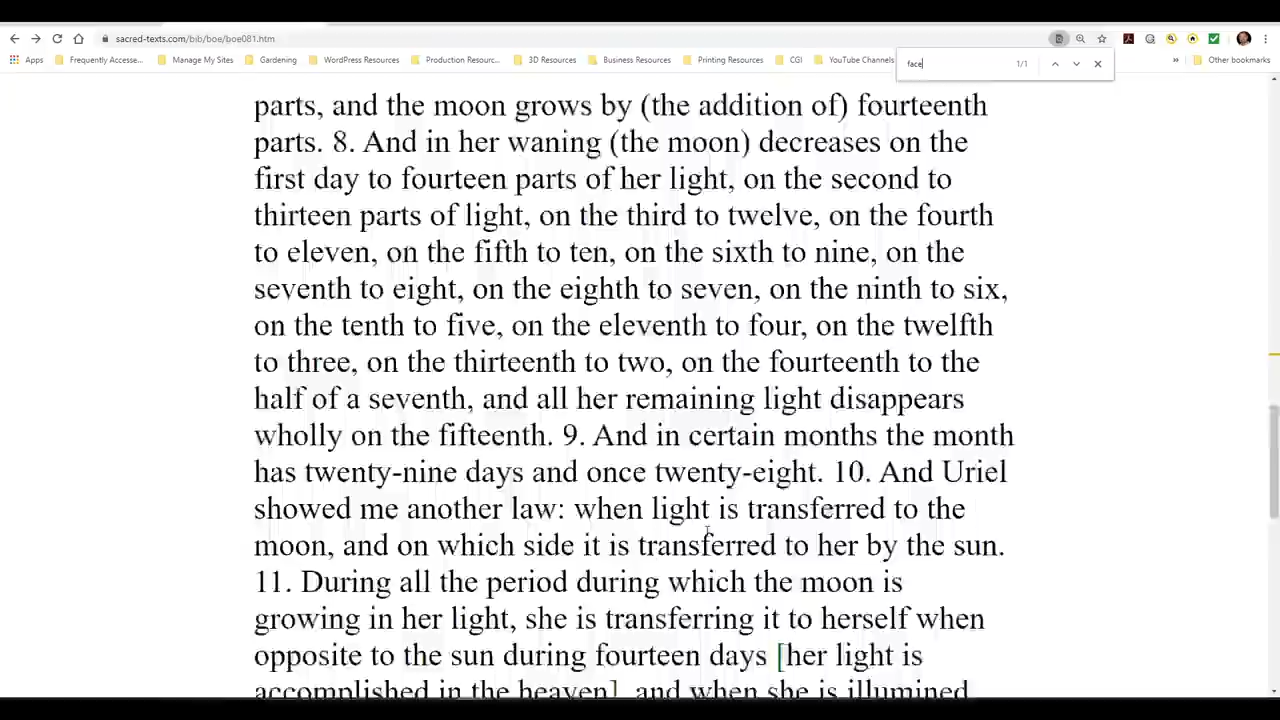 sacred-texts.com/bib/boe/boe081.htm
Apps Frequently Accesse... Manage My Sites Gardening WordPress Resources Production Resourc... 3D Resources Business Resources Printing Resources CGI YouTube Channels » Other bookmarks
face 1/1
parts, and the moon grows by (the addition of) fourteenth
parts. 8. And in her waning (the moon) decreases on the
first day to fourteen parts of her light, on the second to
thirteen parts of light, on the third to twelve, on the fourth
to eleven, on the fifth to ten, on the sixth to nine, on the
seventh to eight, on the eighth to seven, on the ninth to six,
on the tenth to five, on the eleventh to four, on the twelfth
to three, on the thirteenth to two, on the fourteenth to the
half of a seventh, and all her remaining light disappears
wholly on the fifteenth. 9. And in certain months the month
has twenty-nine days and once twenty-eight. 10. And Uriel
showed me another law: when light is transferred to the
moon, and on which side it is transferred to her by the sun.
11. During all the period during which the moon is
growing in her light, she is transferring it to herself when
opposite to the sun during fourteen days [her light is
accomplished in the heaven], and when she is illumined